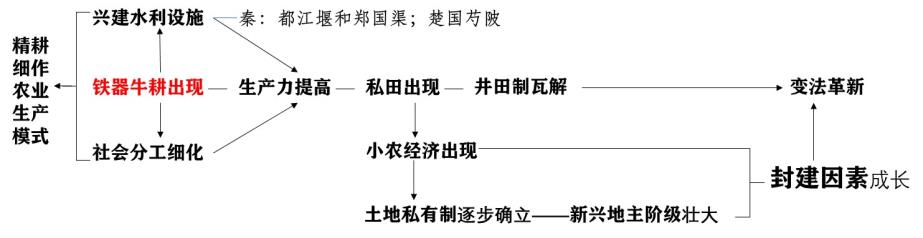 兴建水利设施
秦：都江堰和郑国渠；楚国芍陂
精耕
细作
农业
生产
模式
铁器牛耕出现
生产力提高
私田出现
井田制瓦解
变法革新
社会分工细化
小农经济出现
封建因素成长
土地私有制逐步确立——新兴地主阶级壮大